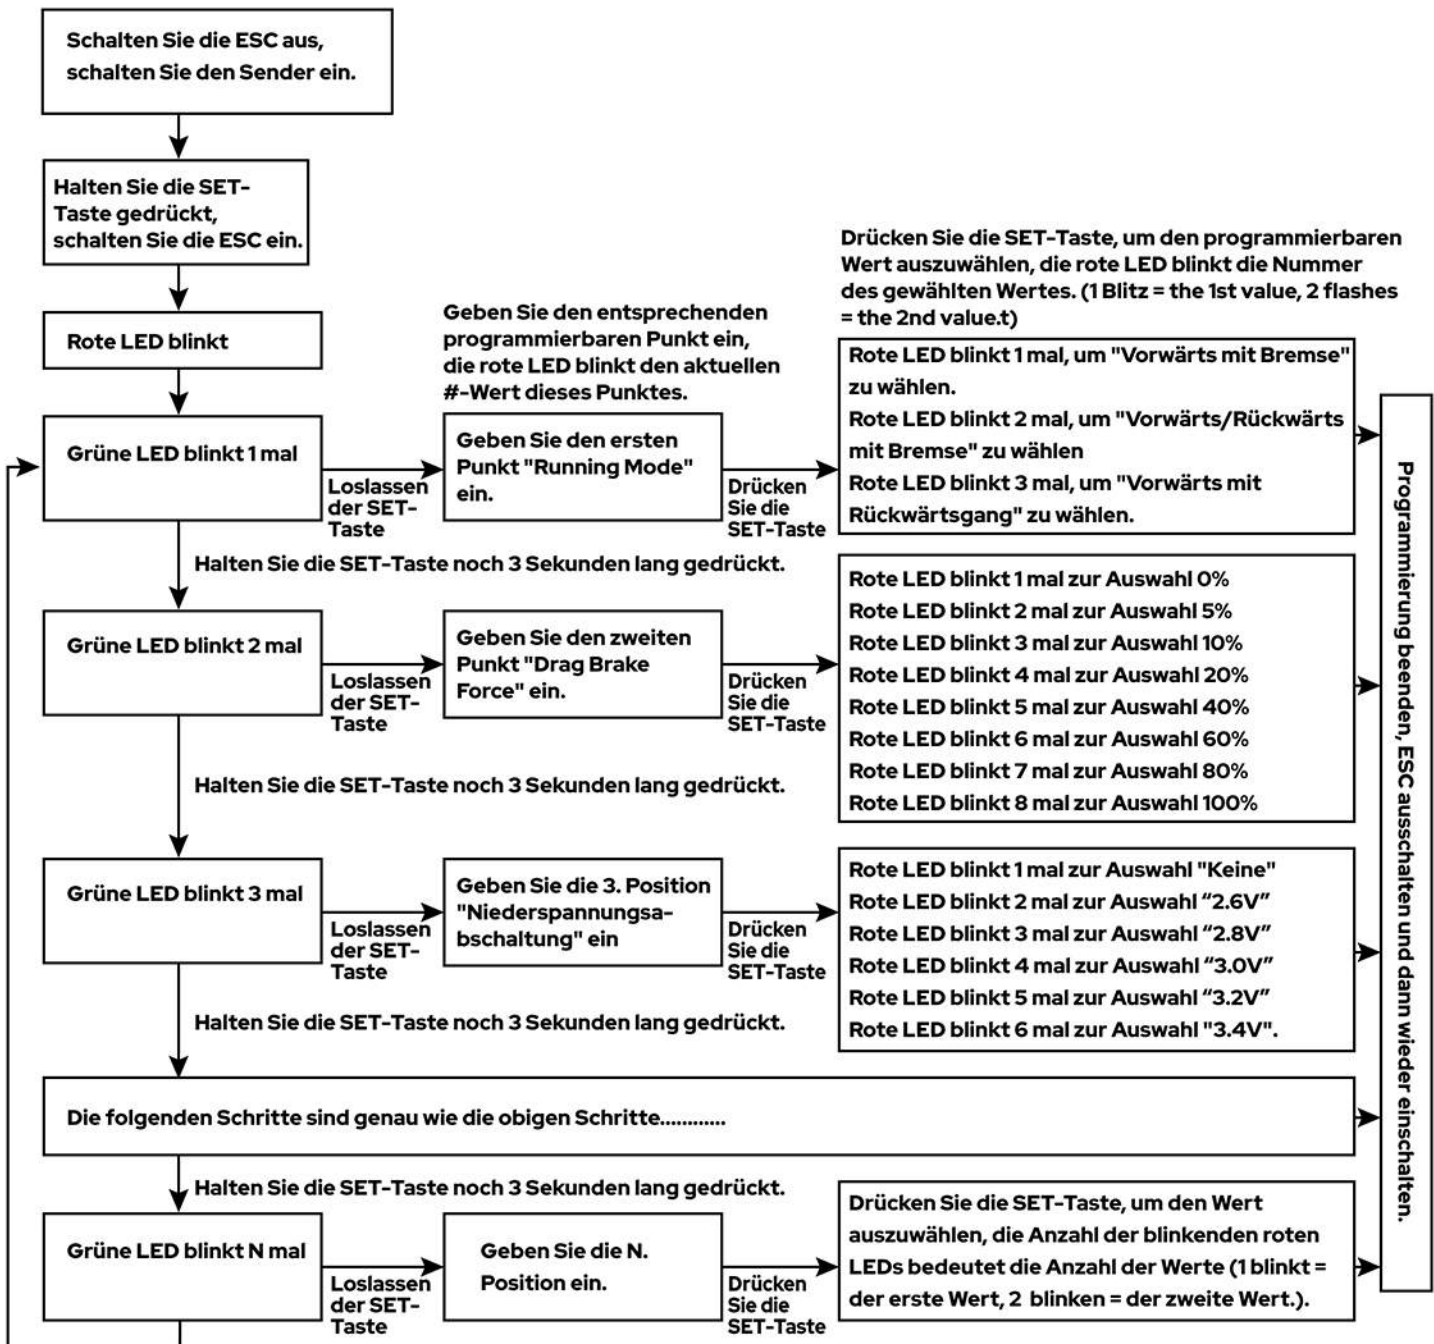 Schalten Sie die ESC aus,
schalten Sie den Sender ein.
Halten Sie die SET-
Taste gedrückt,
schalten Sie die ESC ein.
Rote LED blinkt
Geben Sie den entsprechenden
programmierbaren Punkt ein,
die rote LED blinkt den aktuellen
#-Wert dieses Punktes.
Drücken Sie die SET-Taste, um den programmierbaren
Wert auszuwählen, die rote LED blinkt die Nummer
des gewählten Wertes. (1 Blitz = the 1st value, 2 flashes
= the 2nd value.t)
Grüne LED blinkt 1 mal
Loslassen
der SET-
Taste
Geben Sie den ersten
Punkt "Running Mode"
ein.
Drücken
Sie die
SET-Taste
Rote LED blinkt 1 mal, um "Vorwärts mit Bremse"
zu wählen.
Rote LED blinkt 2 mal, um "Vorwärts/Rückwärts
mit Bremse" zu wählen
Rote LED blinkt 3 mal, um "Vorwärts mit
Rückwärtsgang" zu wählen.
Halten Sie die SET-Taste noch 3 Sekunden lang gedrückt.
Grüne LED blinkt 2 mal
Loslassen
der SET-
Taste
Geben Sie den zweiten
Punkt "Drag Brake
Force" ein.
Drücken
Sie die
SET-Taste
Rote LED blinkt 1 mal zur Auswahl 0%
Rote LED blinkt 2 mal zur Auswahl 5%
Rote LED blinkt 3 mal zur Auswahl 10%
Rote LED blinkt 4 mal zur Auswahl 20%
Rote LED blinkt 5 mal zur Auswahl 40%
Rote LED blinkt 6 mal zur Auswahl 60%
Rote LED blinkt 7 mal zur Auswahl 80%
Rote LED blinkt 8 mal zur Auswahl 100%
Halten Sie die SET-Taste noch 3 Sekunden lang gedrückt.
Grüne LED blinkt 3 mal
Loslassen
der SET-
Taste
Geben Sie die 3. Position
"Niederspannungsa-
bschaltung" ein
Drücken
Sie die
SET-Taste
Rote LED blinkt 1 mal zur Auswahl "Keine"
Rote LED blinkt 2 mal zur Auswahl “2.6V”
Rote LED blinkt 3 mal zur Auswahl “2.8V”
Rote LED blinkt 4 mal zur Auswahl “3.0V”
Rote LED blinkt 5 mal zur Auswahl “3.2V”
Rote LED blinkt 6 mal zur Auswahl "3.4V".
Halten Sie die SET-Taste noch 3 Sekunden lang gedrückt.
Die folgenden Schritte sind genau wie die obigen Schritte............
Halten Sie die SET-Taste noch 3 Sekunden lang gedrückt.
Grüne LED blinkt N mal
Loslassen
der SET-
Taste
Geben Sie die N.
Position ein.
Drücken
Sie die
SET-Taste
Drücken Sie die SET-Taste, um den Wert
auszuwählen, die Anzahl der blinkenden roten
LEDs bedeutet die Anzahl der Werte (1 blinkt =
der erste Wert, 2 blinken = der zweite Wert.).
Programmierung beenden, ESC ausschalten und dann wieder einschalten.